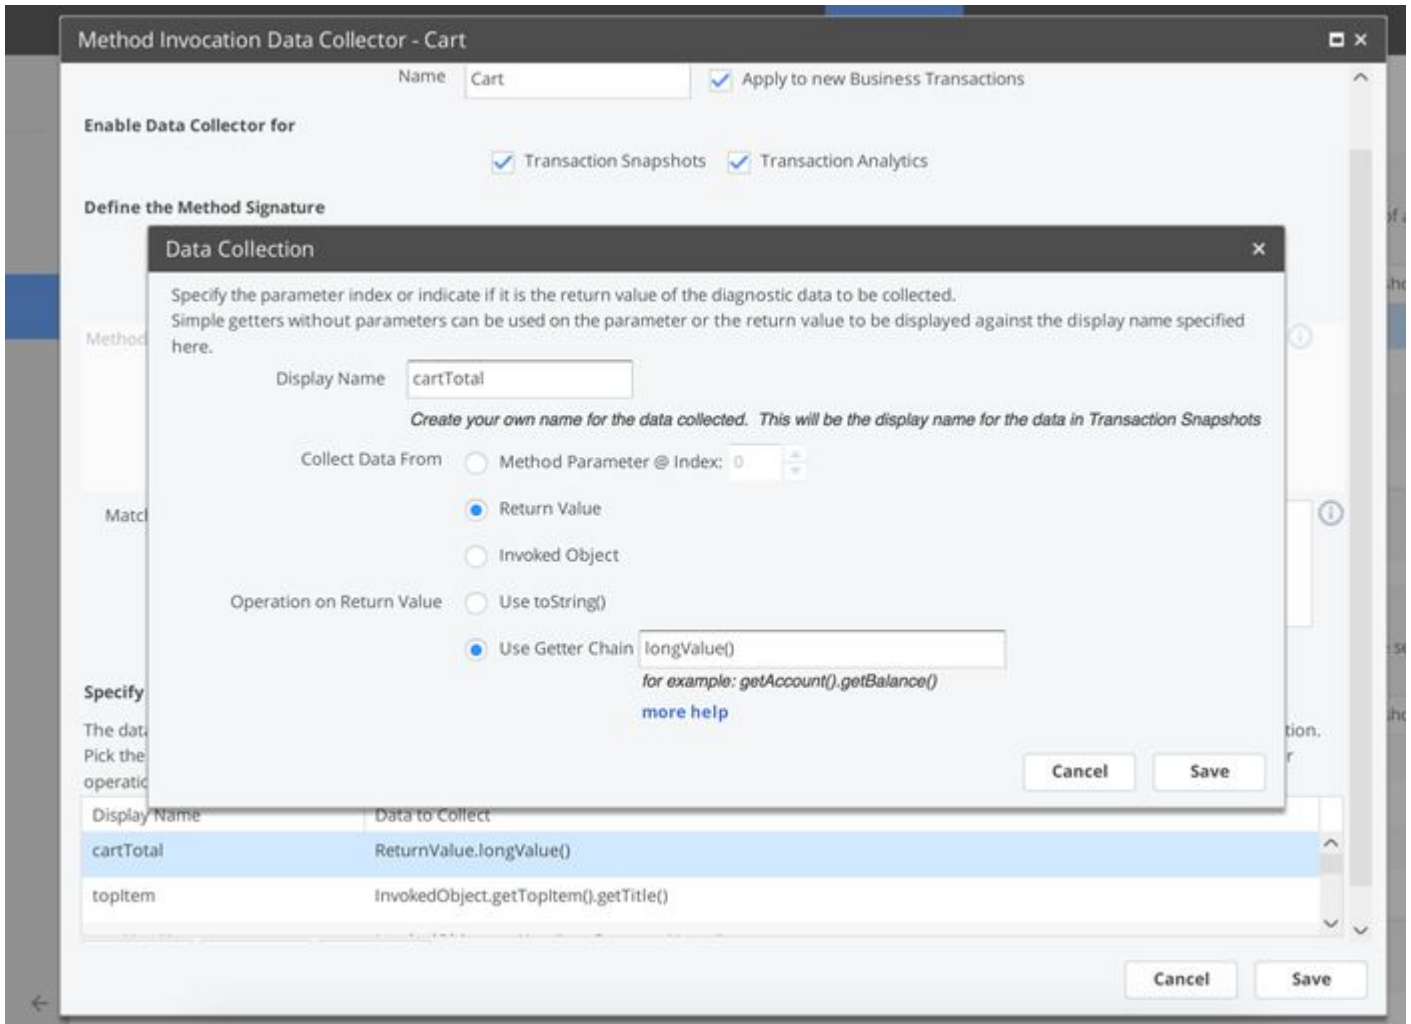 Method Invocation Data Collector - Cart
Name Cart Apply to new Business Transactions
Enable Data Collector for
Transaction Snapshots Transaction Analytics
Define the Method Signature
Data Collection
Specify the parameter index or indicate if it is the return value of the diagnostic data to be collected.
Simple getters without parameters can be used on the parameter or the return value to be displayed against the display name specified
here.
Method
Display Name cartTotal
Create your own name for the data collected. This will be the display name for the data in Transaction Snapshots
Collect Data From Method Parameter @ Index: 0
Return Value
Invoked Object
Operation on Return Value Use toString()
Use Getter Chain longValue()
for example: getAccount().getBalance()
more help
Cancel Save
Specify
The data
Pick the
Display Name Data to Collect
cartTotal ReturnValue.longValue()
topItem InvokedObject.getTopItem().getTitle()
Cancel Save